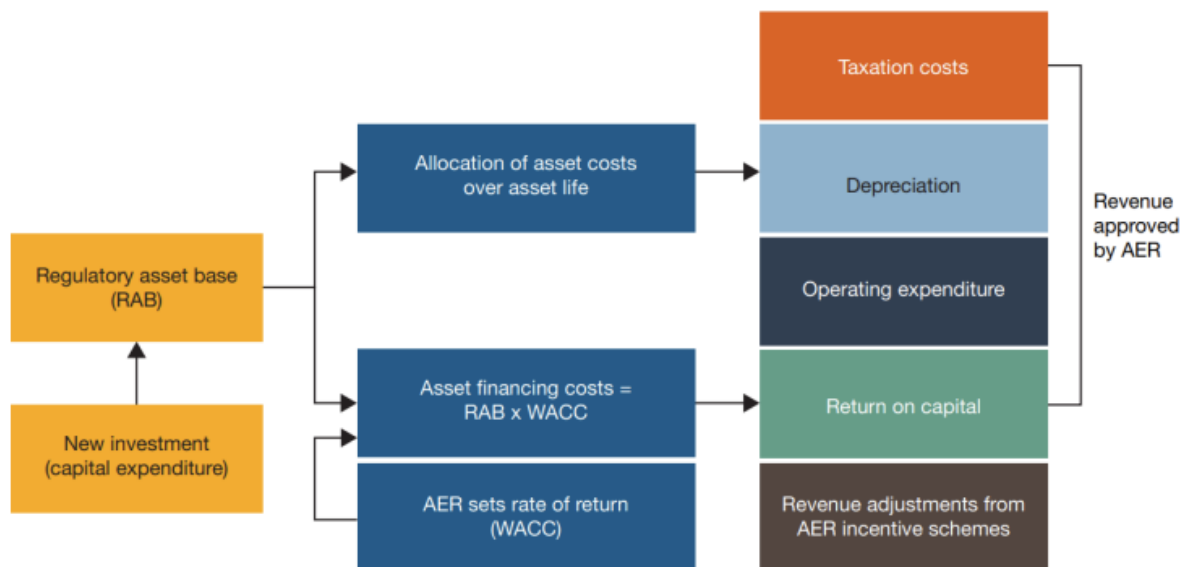 Taxation costs
Allocation of asset costs
over asset life
Depreciation
Revenue
approved
by AER
Regulatory asset base
(RAB)
Operating expenditure
Asset financing costs =
RAB x WACC
Return on capital
New investment
(capital expenditure)
AER sets rate of return
(WACC)
Revenue adjustments from
AER incentive schemes